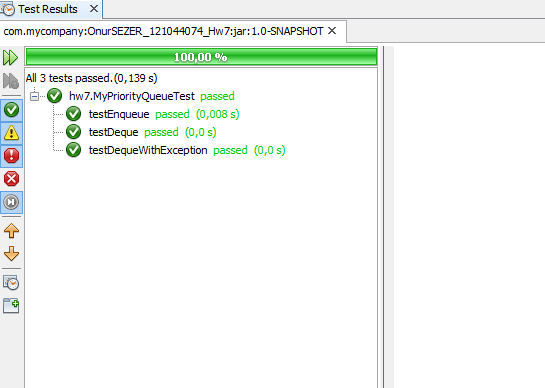 Test Results
com.mycompany:OnurSEZER_121044074_Hw7:jar:1.0-SNAPSHOT
100,00 %
All 3 tests passed.(0,139 s)
hw7.MyPriorityQueueTest passed
testEnqueue passed (0,008 s)
testDeque passed (0,0 s)
testDequeWithException passed (0,0 s)